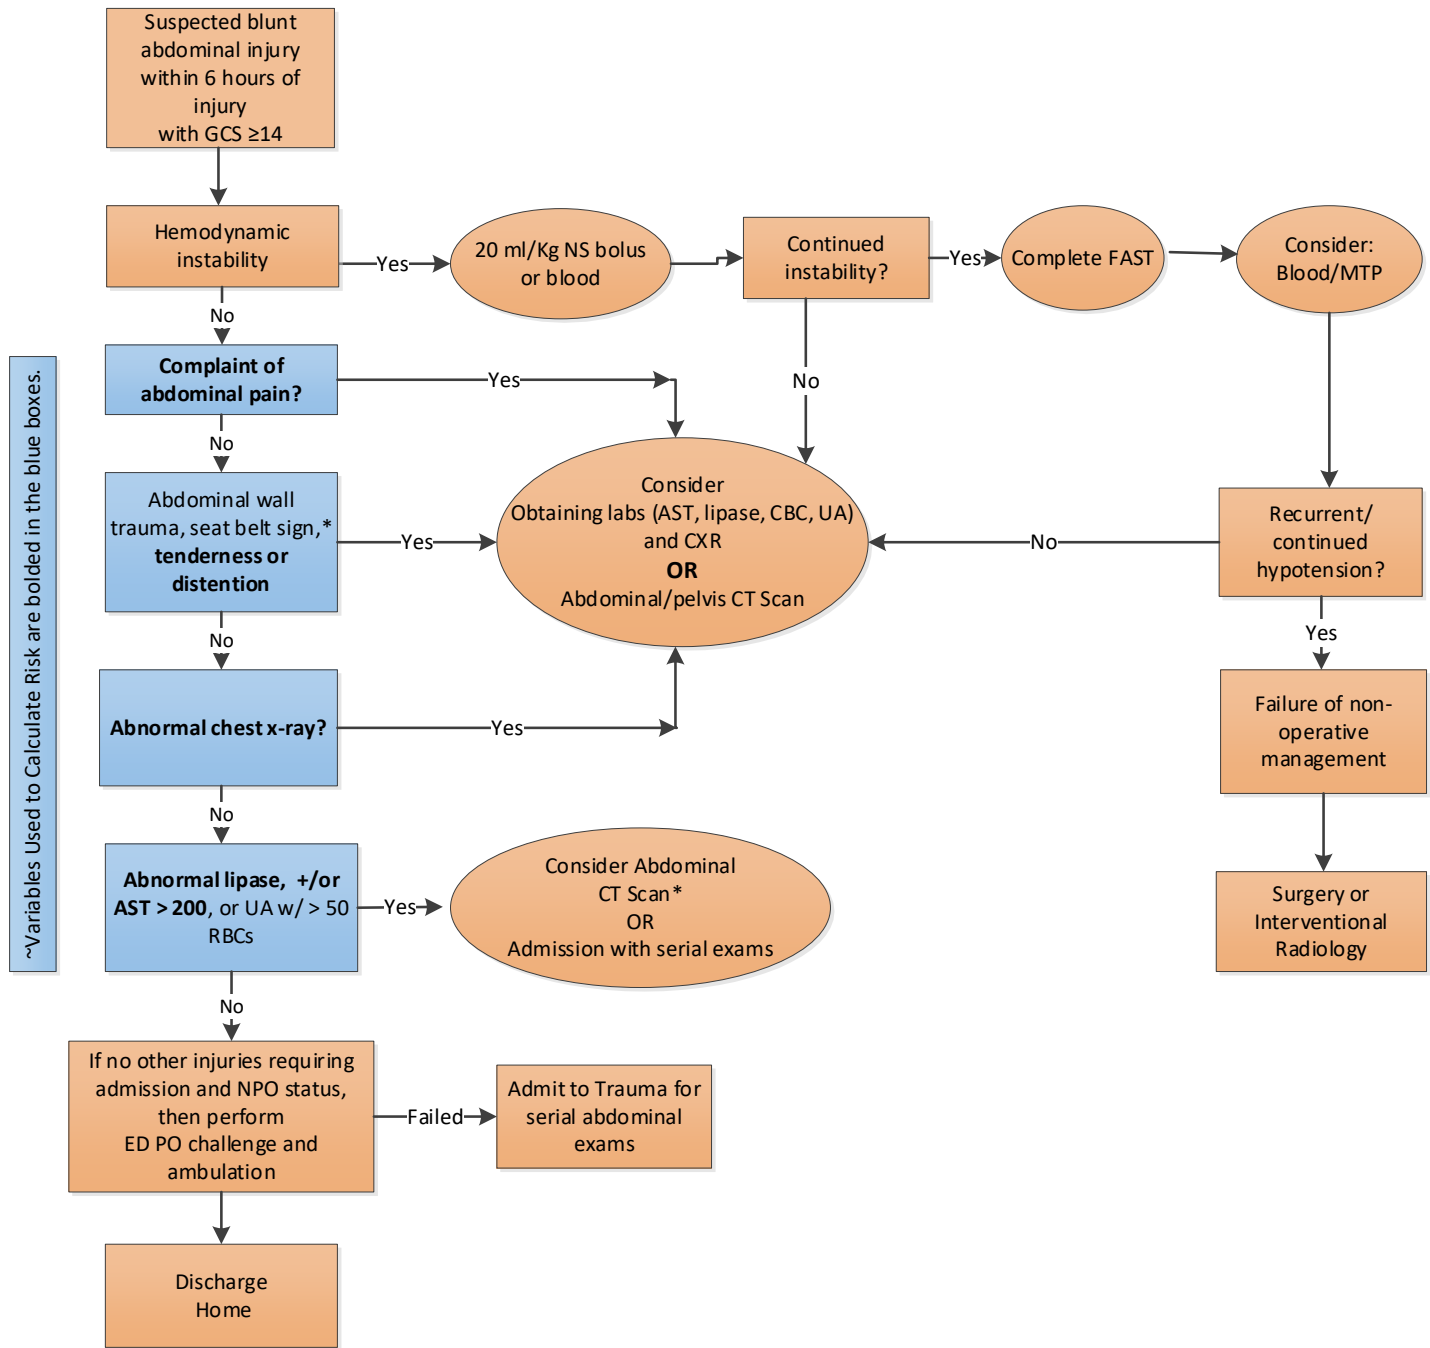 Suspected blunt
abdominal injury
within 6 hours of
injury
with GCS ≥14
Hemodynamic
instability
Yes
20 ml/Kg NS bolus
or blood
Continued
instability?
Yes
Complete FAST
Consider:
Blood/MTP
No
Complaint of
abdominal pain?
Yes
No
No
Abdominal wall
trauma, seat belt sign,*
tenderness or
distention
Yes
Consider
Obtaining labs (AST, lipase, CBC, UA)
and CXR
OR
Abdominal/pelvis CT Scan
No
Recurrent/
continued
hypotension?
Yes
Failure of non-
operative
management
Surgery or
Interventional
Radiology
No
Abnormal chest x-ray?
Yes
No
Abnormal lipase, +/or
AST > 200, or UA w/ > 50
RBCs
Yes
Consider Abdominal
CT Scan*
OR
Admission with serial exams
No
If no other injuries requiring
admission and NPO status,
then perform
ED PO challenge and
ambulation
Failed
Admit to Trauma for
serial abdominal
exams
Discharge
Home
~Variables Used to Calculate Risk are bolded in the blue boxes.